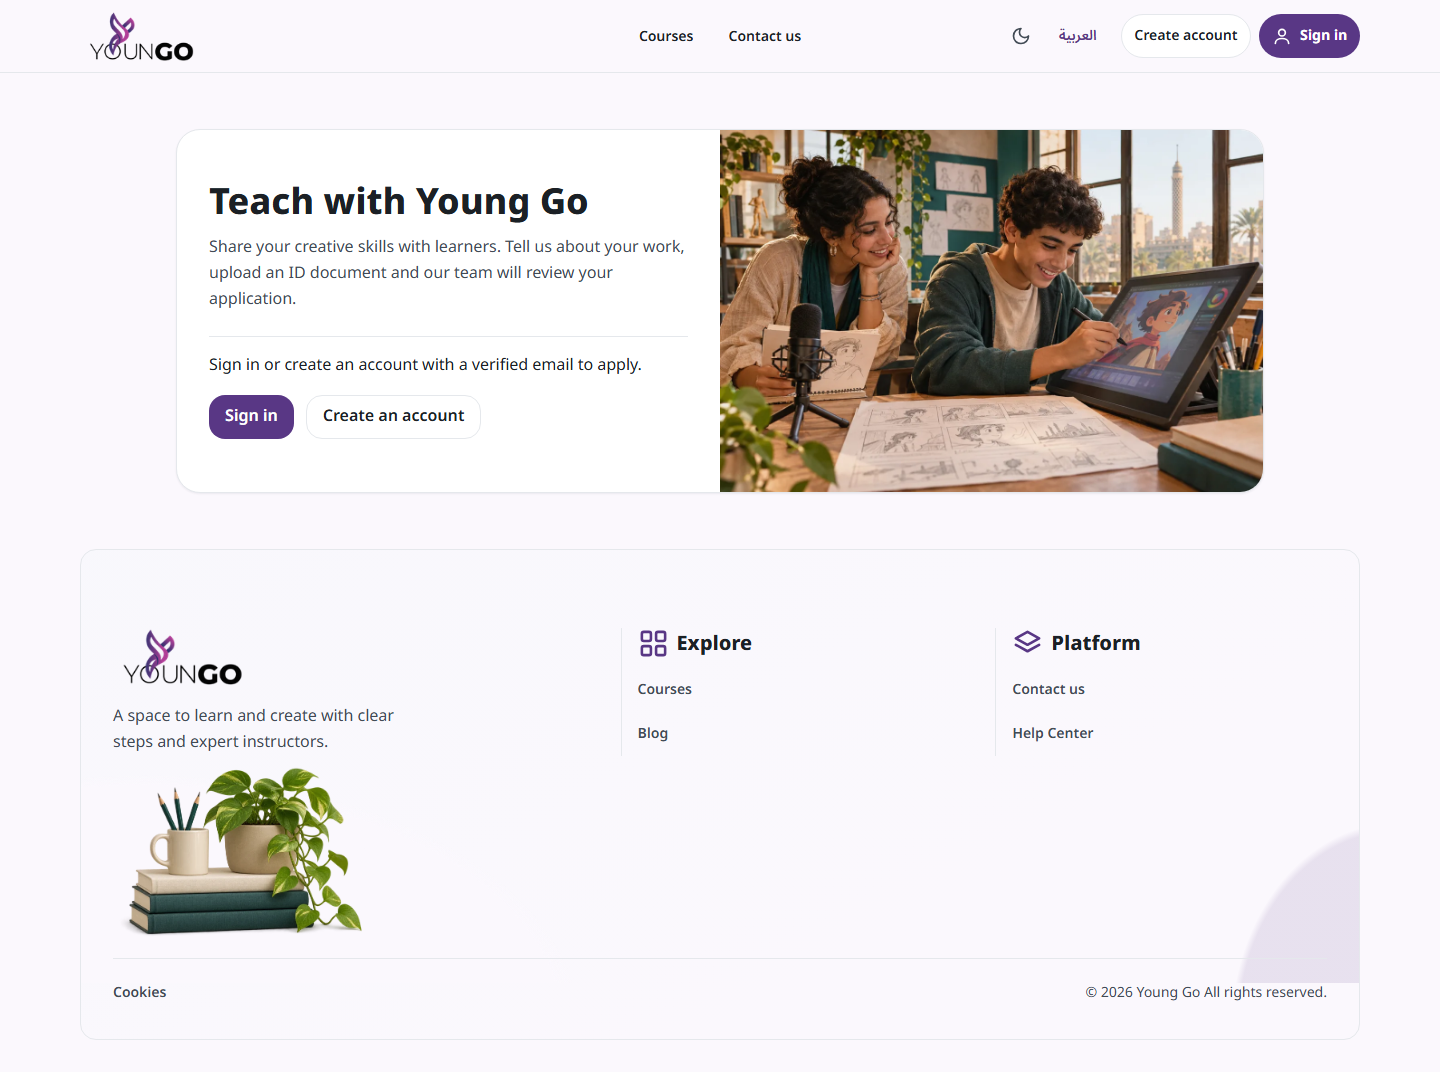 YOUNGO
Courses
Contact us
العربية
Create account
Sign in
Teach with Young Go
Share your creative skills with learners. Tell us about your work,
upload an ID document and our team will review your
application.
Sign in or create an account with a verified email to apply.
Sign in
Create an account
YOUNGO
A space to learn and create with clear
steps and expert instructors.
Explore
Courses
Blog
Platform
Contact us
Help Center
Cookies
© 2026 Young Go All rights reserved.